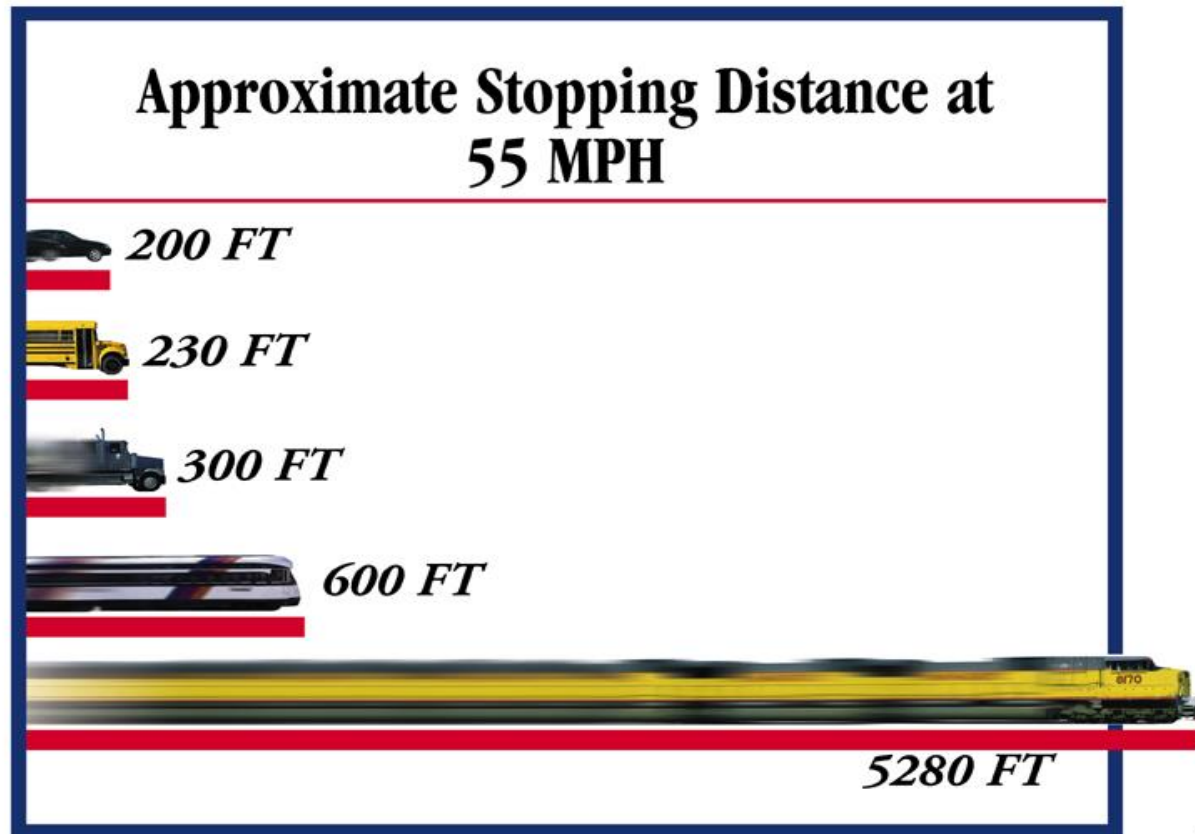 Approximate Stopping Distance at
55 MPH
200 FT
230 FT
300 FT
600 FT
8170
5280 FT